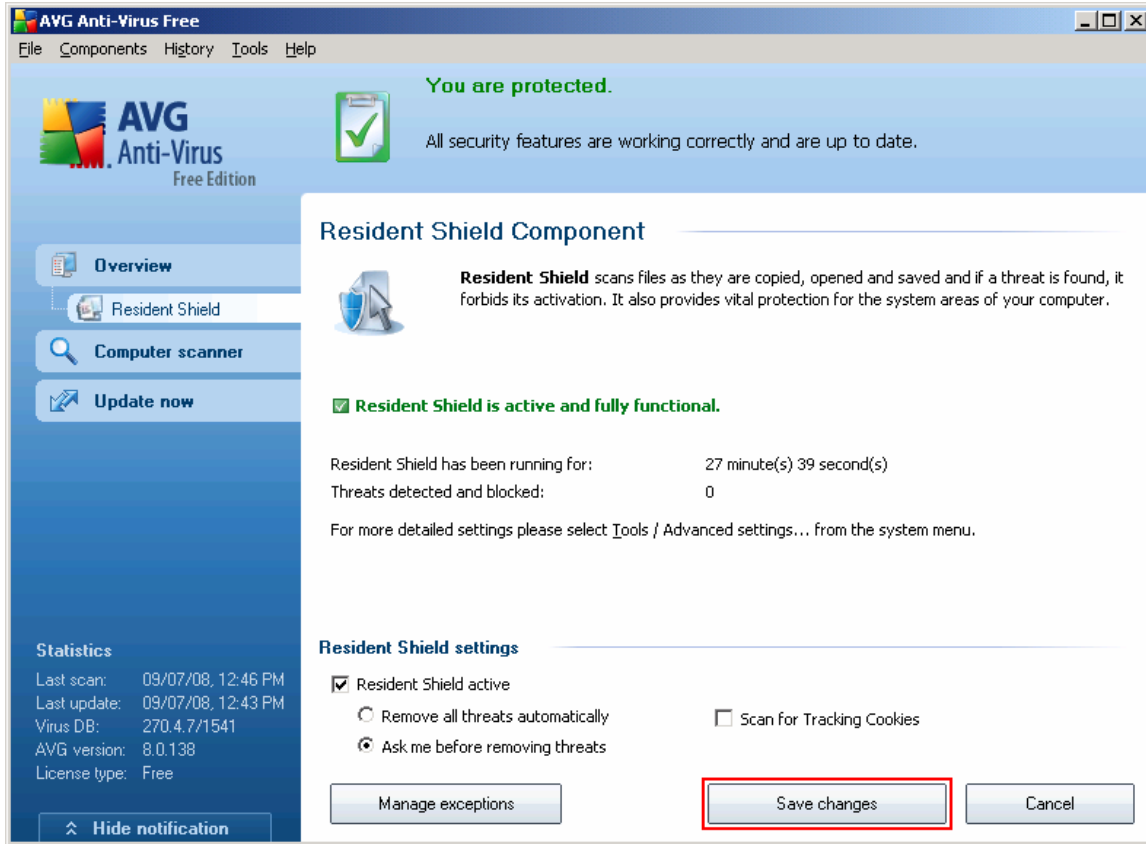 AVG Anti-Virus Free
File Components History Tools Help
AVG
Anti-Virus
Free Edition
You are protected.
All security features are working correctly and are up to date.
Overview
Resident Shield
Computer scanner
Update now
Resident Shield Component
Resident Shield scans files as they are copied, opened and saved and if a threat is found, it
forbids its activation. It also provides vital protection for the system areas of your computer.
Resident Shield is active and fully functional.
Resident Shield has been running for: 27 minute(s) 39 second(s)
Threats detected and blocked: 0
For more detailed settings please select Tools / Advanced settings... from the system menu.
Statistics
Last scan: 09/07/08, 12:46 PM
Last update: 09/07/08, 12:43 PM
Virus DB: 270.4.7/1541
AVG version: 8.0.138
License type: Free
Hide notification
Resident Shield settings
Resident Shield active
Remove all threats automatically
Scan for Tracking Cookies
Ask me before removing threats
Manage exceptions
Save changes
Cancel